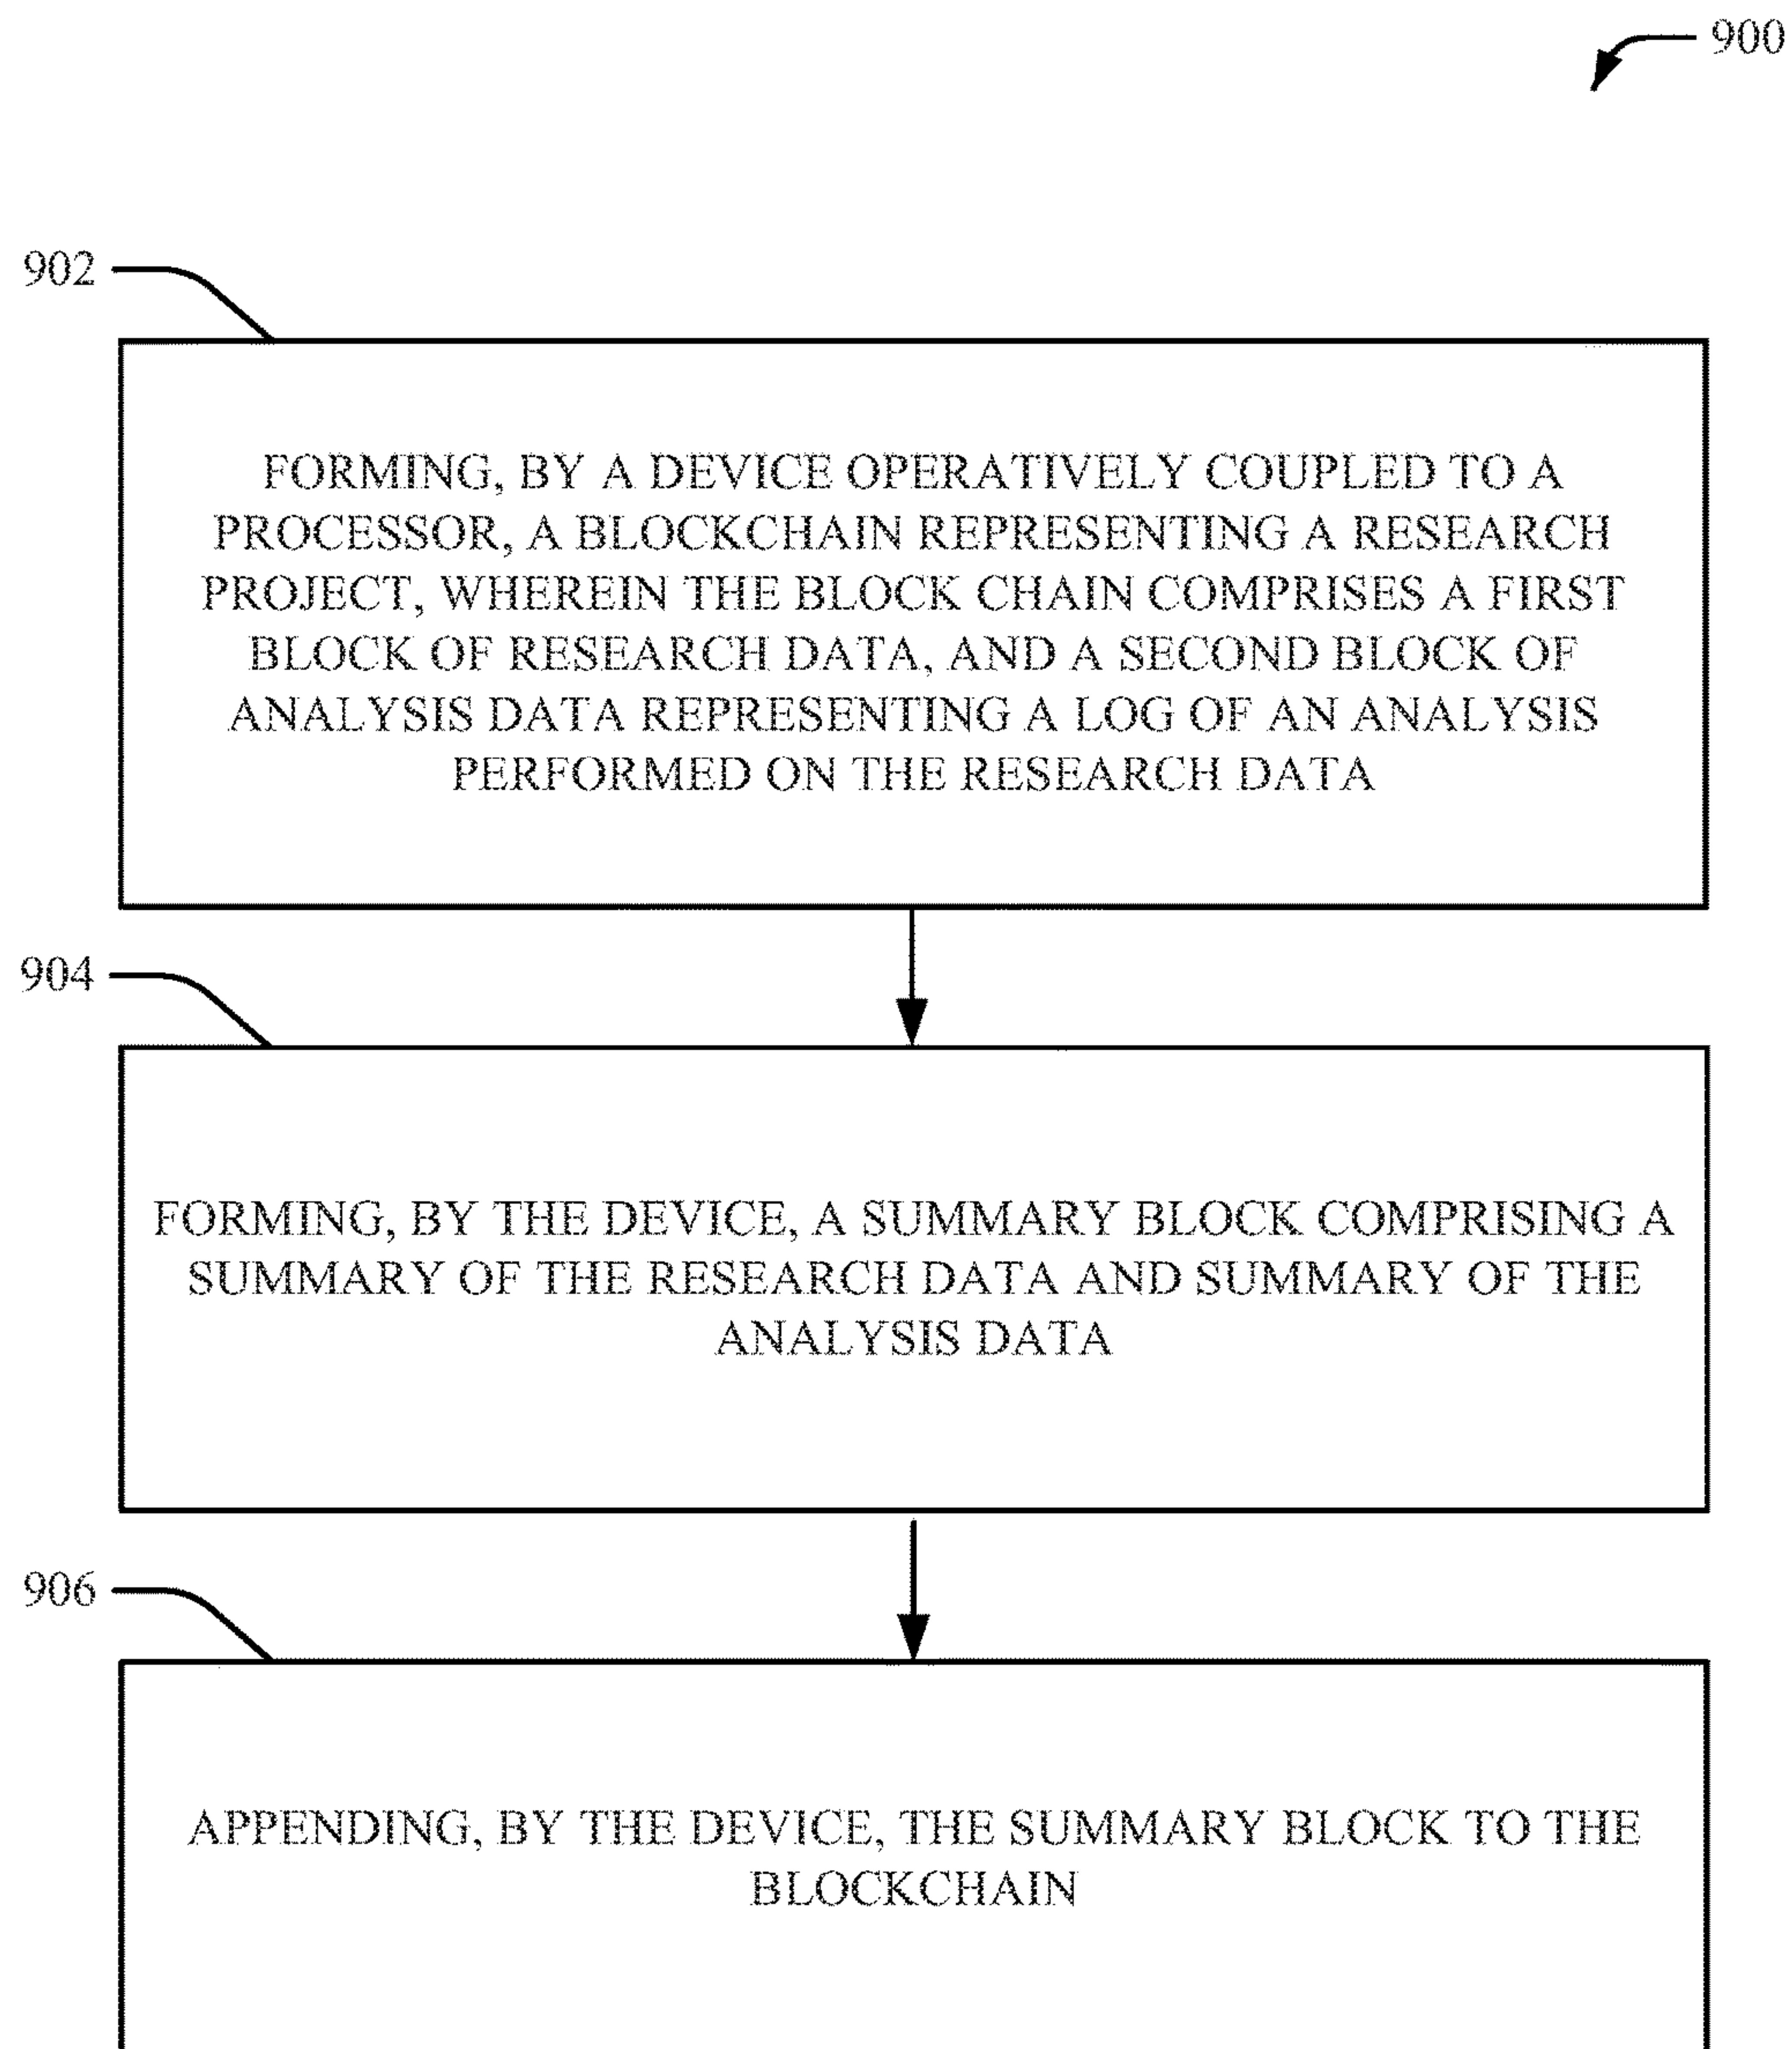 900
902
FORMING, BY A DEVICE OPERATIVELY COUPLED TO A
PROCESSOR, A BLOCKCHAIN REPRESENTING A RESEARCH
PROJECT, WHEREIN THE BLOCK CHAIN COMPRISES A FIRST
BLOCK OF RESEARCH DATA, AND A SECOND BLOCK OF
ANALYSIS DATA REPRESENTING A LOG OF AN ANALYSIS
PERFORMED ON THE RESEARCH DATA
904
FORMING, BY THE DEVICE, A SUMMARY BLOCK COMPRISING A
SUMMARY OF THE RESEARCH DATA AND SUMMARY OF THE
ANALYSIS DATA
906
APPENDING, BY THE DEVICE, THE SUMMARY BLOCK TO THE
BLOCKCHAIN